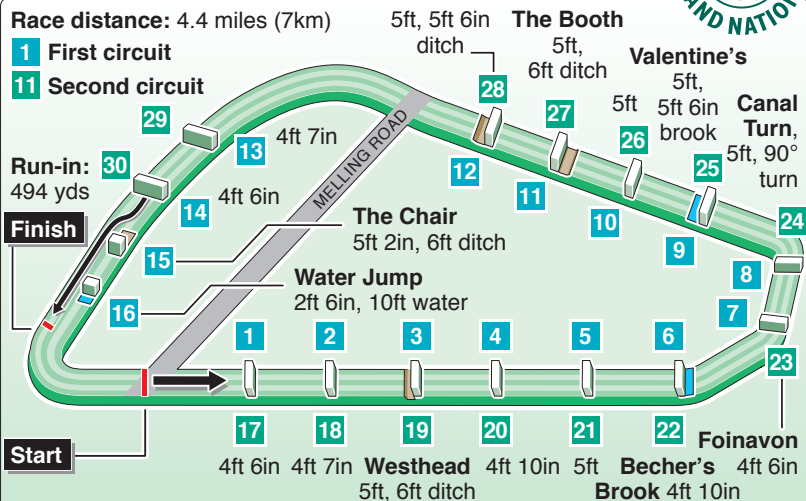 Race distance: 4.4 miles (7km)
1 First circuit
11 Second circuit
AND NATIO
5ft, 5ft 6in
ditch
28
12
The Booth
5ft,
6ft ditch
27
11
5ft
26
10
Valentine's
5ft,
5ft 6in
brook
25
9
Canal
Turn,
5ft, 90°
turn
24
8
7
23
Foinavon
4ft 6in
29
13
4ft 7in
30
14
4ft 6in
Run-in:
494 yds
Finish
MELLING ROAD
The Chair
5ft 2in, 6ft ditch
15
Water Jump
2ft 6in, 10ft water
16
1 2 3 4 5 6
17 18 19 20 21 22
Start
4ft 6in 4ft 7in Westhead 4ft 10in 5ft Becher's
5ft, 6ft ditch Brook 4ft 10in